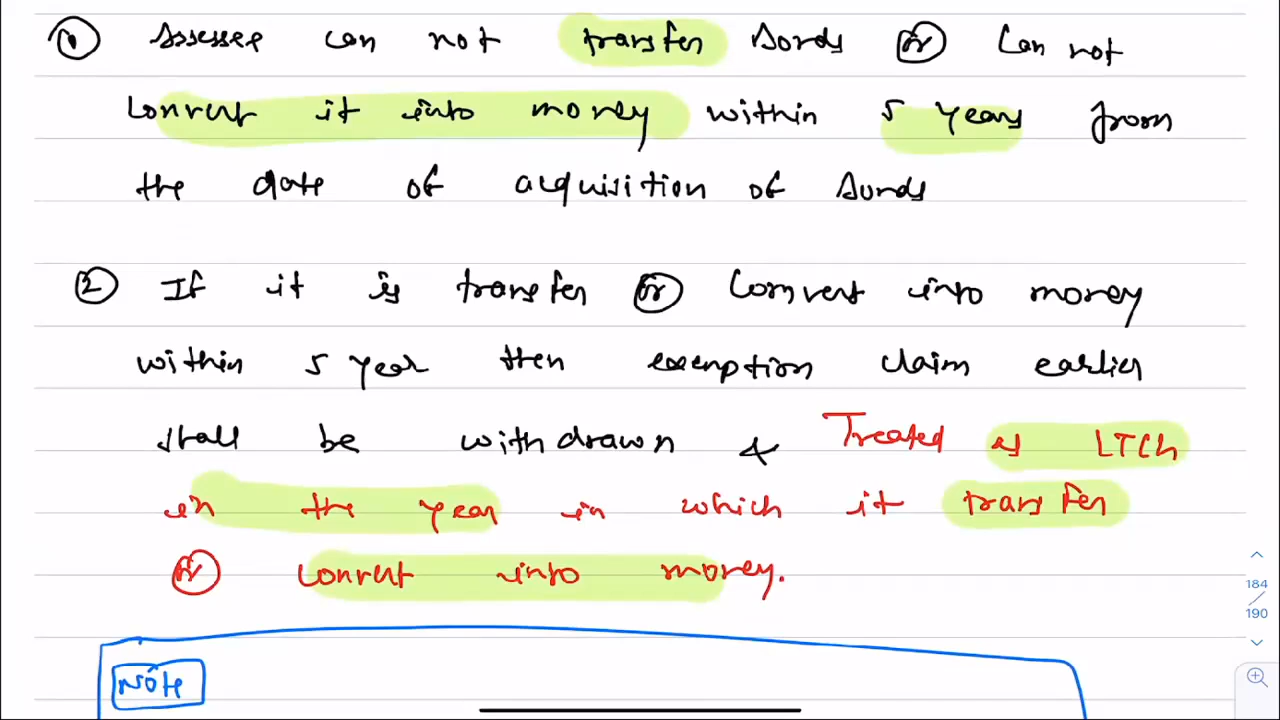 ① Assessee can not transfer Bonds or Can not
Convert it into money within 5 years from
the date of acquisition of Bonds
② If it is transfer or Convert into money
within 5 year then exemption claim earlier
shall be withdrawn & Treated as LTCG
in the year in which it transfer
or Convert into money.
Note
184
190